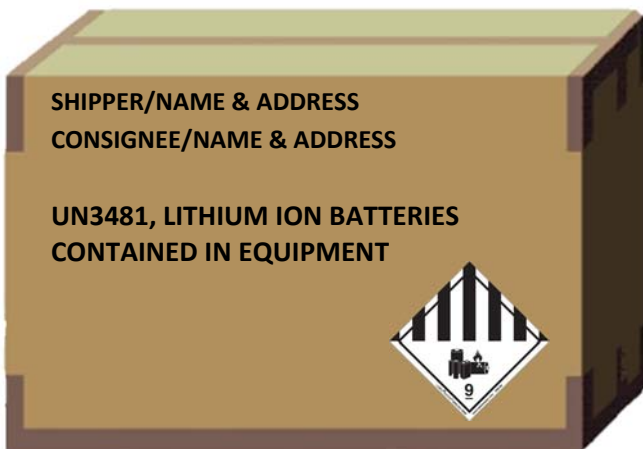 SHIPPER/NAME & ADDRESS
CONSIGNEE/NAME & ADDRESS
UN3481, LITHIUM ION BATTERIES
CONTAINED IN EQUIPMENT
9